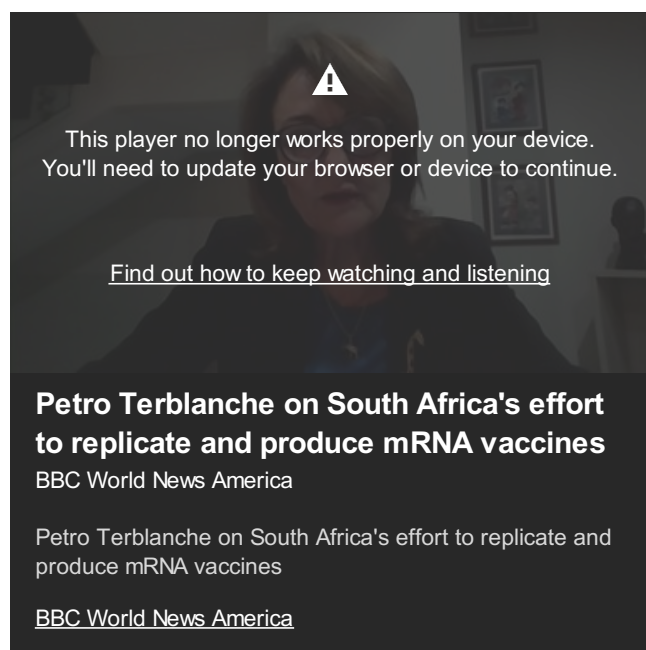 This player no longer works properly on your device.
You'll need to update your browser or device to continue.
Find out how to keep watching and listening
Petro Terblanche on South Africa's effort
to replicate and produce mRNA vaccines
BBC World News America
Petro Terblanche on South Africa's effort to replicate and
produce mRNA vaccines
BBC World News America